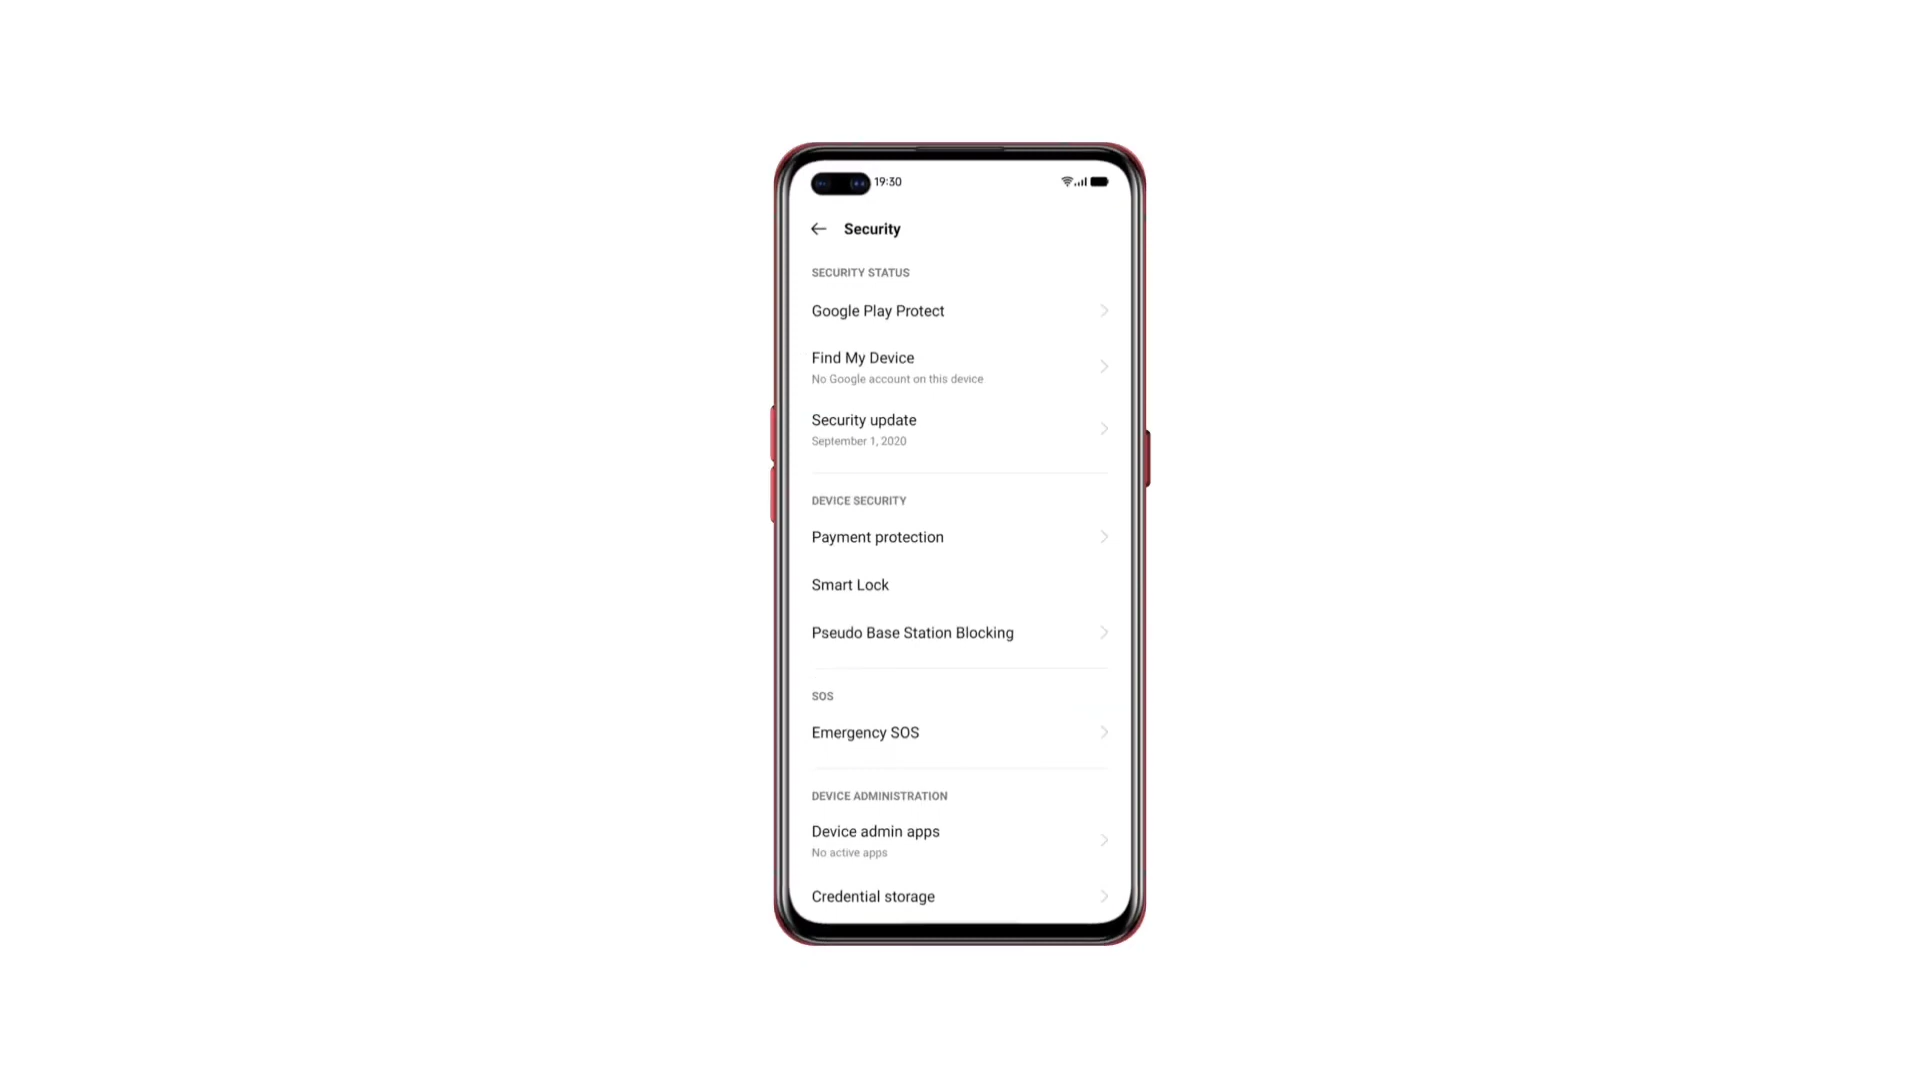 19:30
Security
SECURITY STATUS
Google Play Protect
Find My Device
No Google account on this device
Security update
September 1, 2020
DEVICE SECURITY
Payment protection
Smart Lock
Pseudo Base Station Blocking
SOS
Emergency SOS
DEVICE ADMINISTRATION
Device admin apps
No active apps
Credential storage